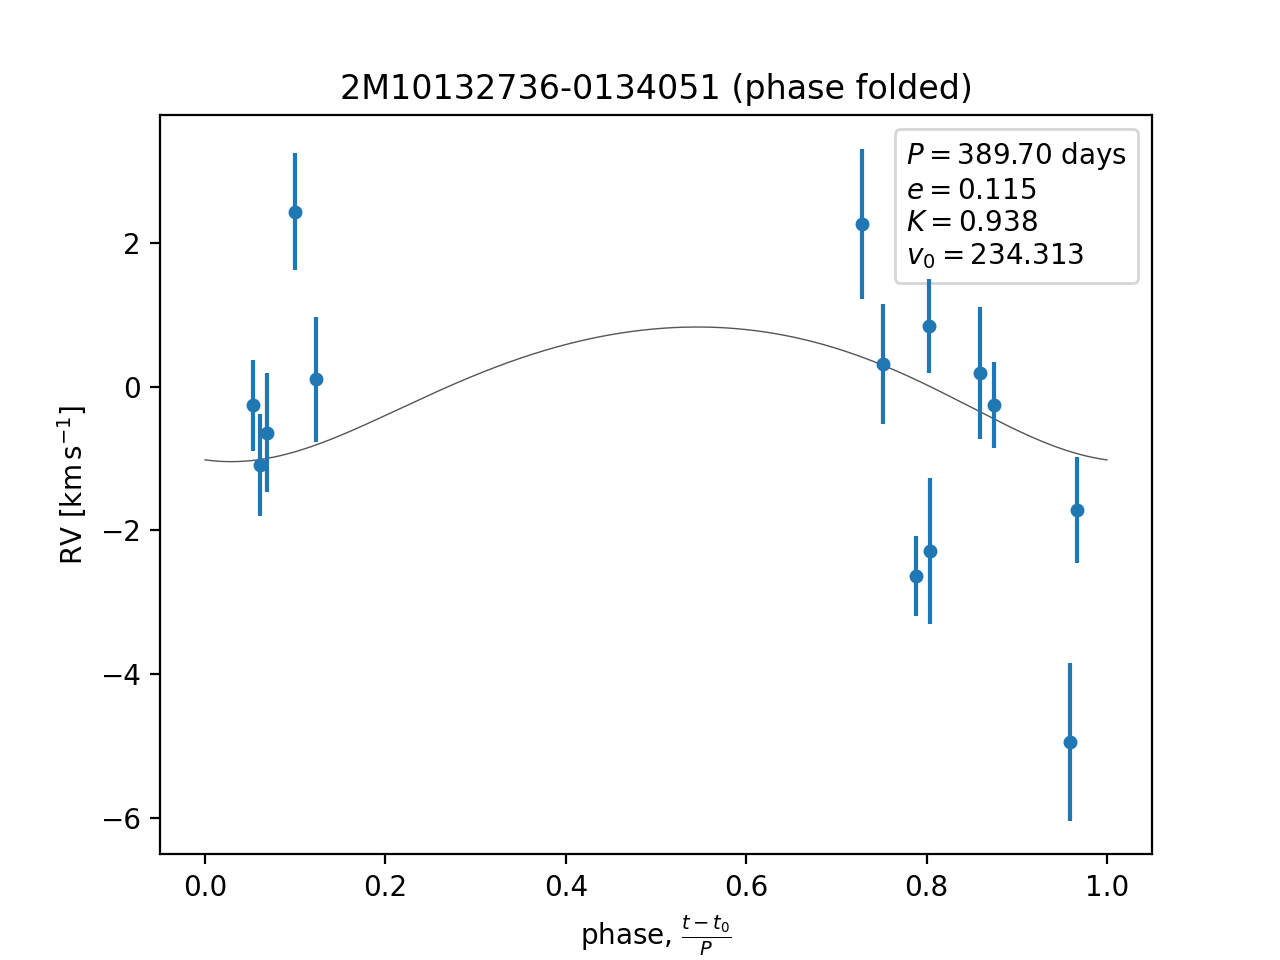 2M10132736-0134051 (phase folded)
P = 389.70 days
e = 0.115
K = 0.938
v₀ = 234.313
2
0
−2
−4
−6
RV [km s⁻¹]
0.0 0.2 0.4 0.6 0.8 1.0
phase, (t − t₀)/P